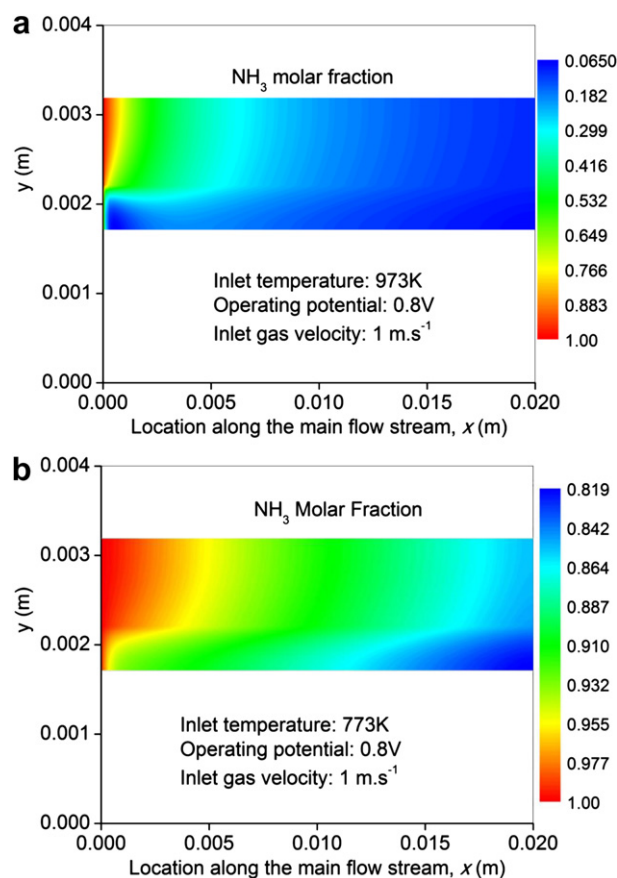 a
0.004
NH3 molar fraction
0.0650
0.003
0.182
0.299
0.416
y (m)
0.002
0.532
0.649
0.766
0.001
Inlet temperature: 973K
Operating potential: 0.8V
Inlet gas velocity: 1 m.s-1
0.883
1.00
0.000
0.000 0.005 0.010 0.015 0.020
Location along the main flow stream, x (m)
b
0.004
NH3 Molar Fraction
0.819
0.842
0.003
0.864
0.887
y (m)
0.002
0.910
0.932
0.001
Inlet temperature: 773K
Operating potential: 0.8V
Inlet gas velocity: 1 m.s-1
0.955
0.977
1.00
0.000
0.000 0.005 0.010 0.015 0.020
Location along the main flow stream, x (m)